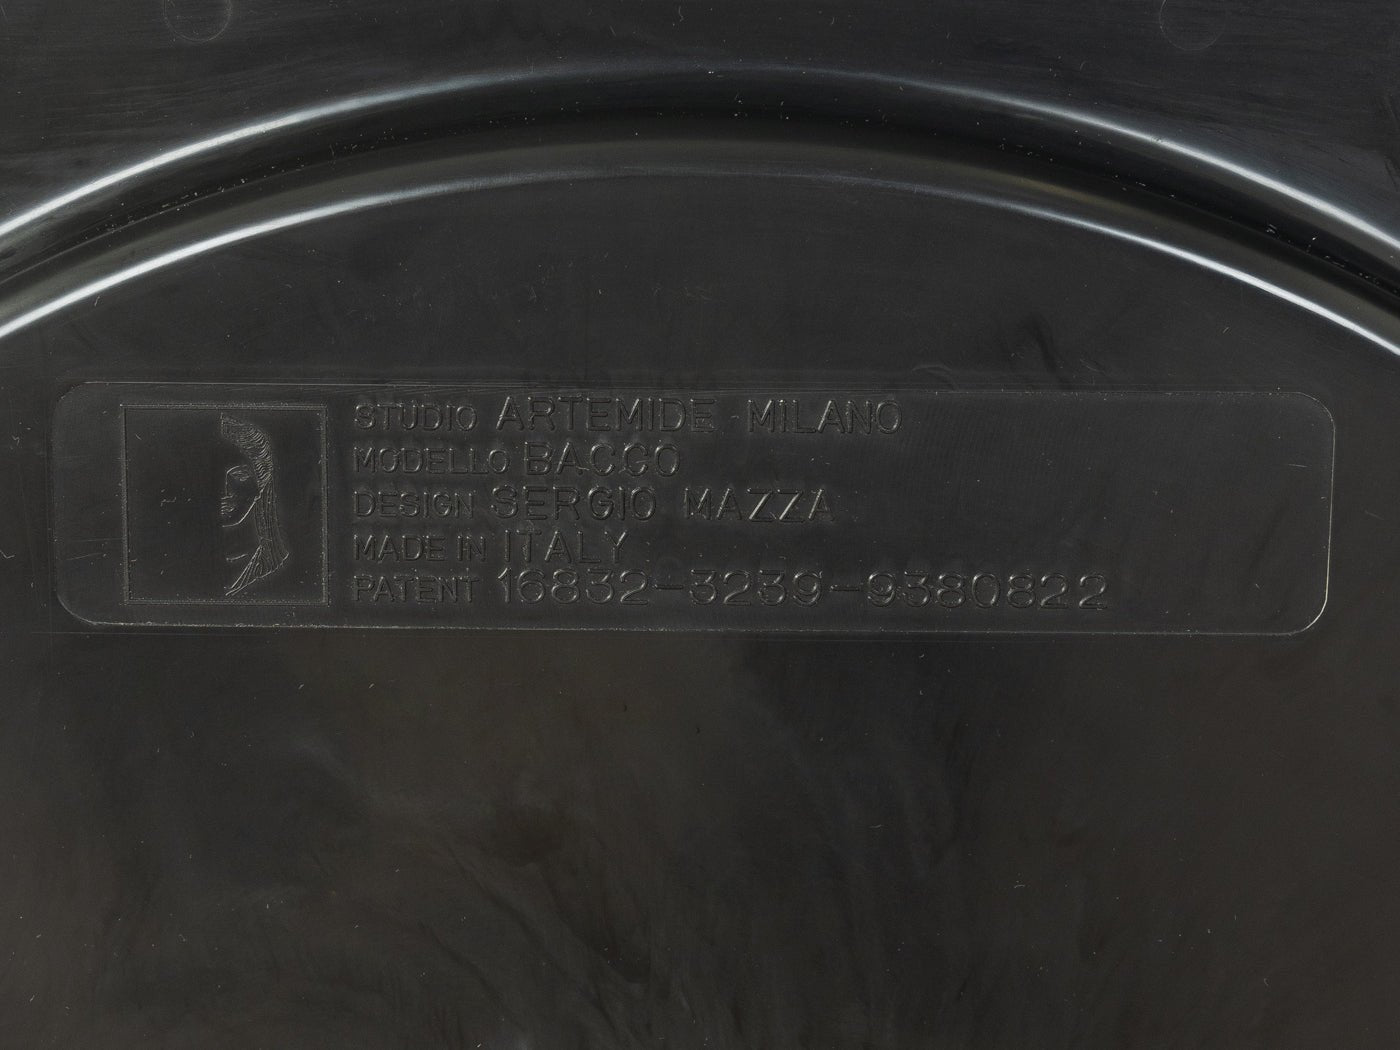 STUDIO ARTEMIDE MILANO
MODELLO BACCO
DESIGN SERGIO MAZZA
MADE IN ITALY
PATENT 16832-3239-9380822